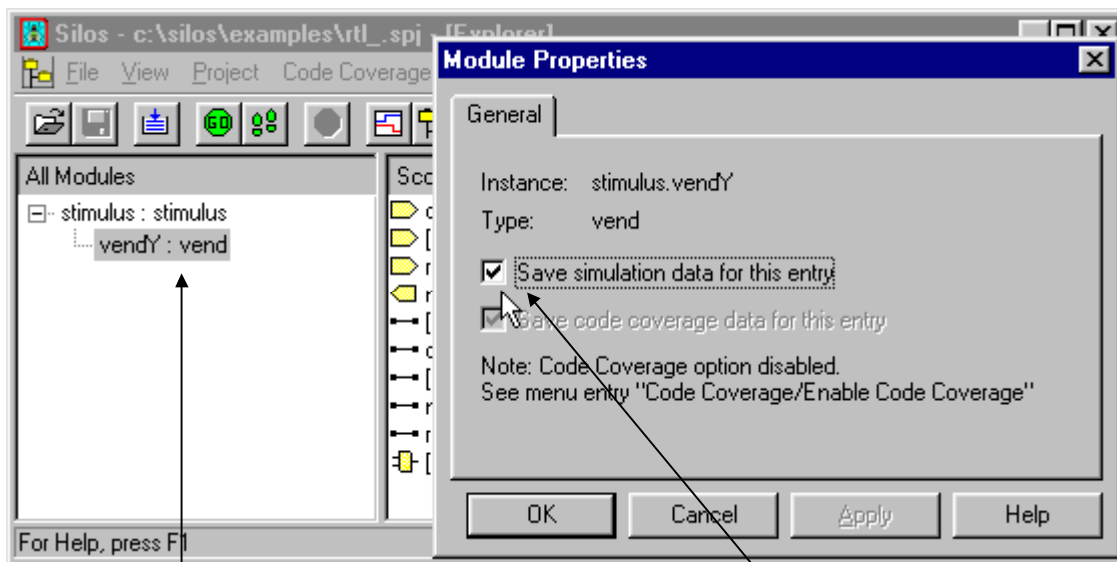 Silos - c:\silos\examples\rtl_.spj - [Explorer]
File View Project Code Coverage
Module Properties
General
All Modules
stimulus : stimulus
vendY : vend
Instance: stimulus.vendY
Type: vend
Save simulation data for this entry
Save code coverage data for this entry
Note: Code Coverage option disabled.
See menu entry "Code Coverage/Enable Code Coverage"
GO
OK Cancel Apply Help
For Help, press F1